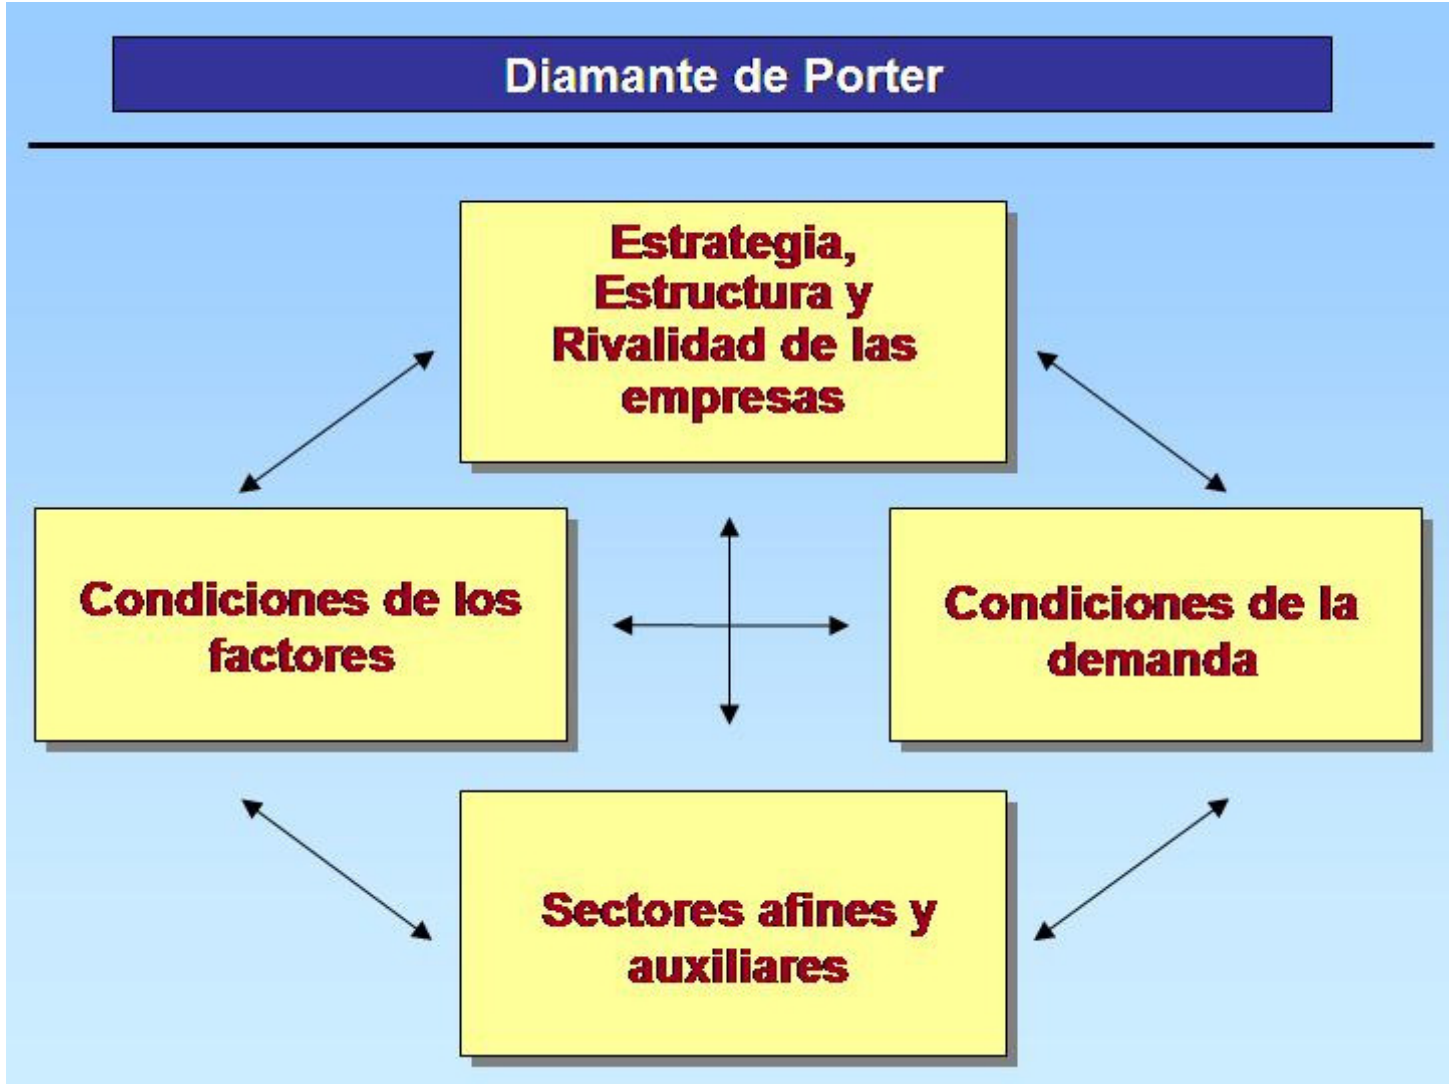 Diamante de Porter
Estrategia,
Estructura y
Rivalidad de las
empresas
Condiciones de los
factores
Condiciones de la
demanda
Sectores afines y
auxiliares